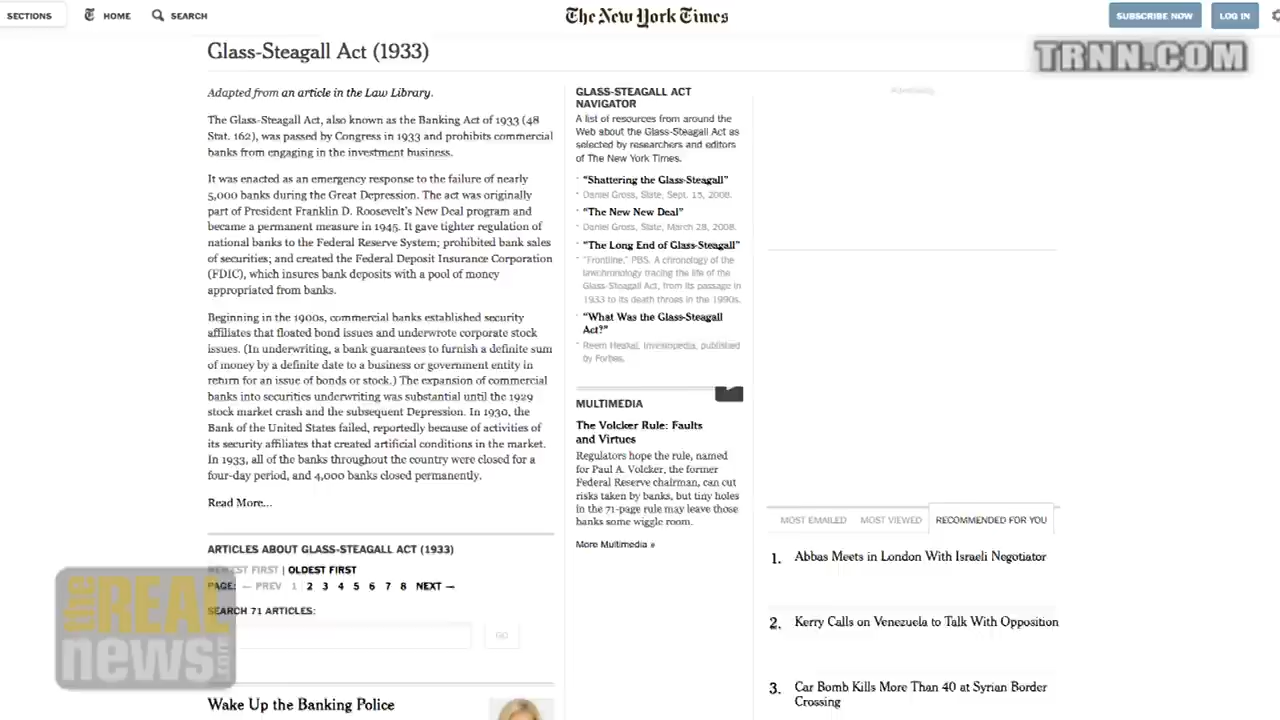 SECTIONS
HOME
SEARCH
The New York Times
SUBSCRIBE NOW
LOG IN
TRNN.COM
Glass-Steagall Act (1933)
Adapted from an article in the Law Library.
The Glass-Steagall Act, also known as the Banking Act of 1933 (48
Stat. 162), was passed by Congress in 1933 and prohibits commercial
banks from engaging in the investment business.
It was enacted as an emergency response to the failure of nearly
5,000 banks during the Great Depression. The act was originally
part of President Franklin D. Roosevelt's New Deal program and
became a permanent measure in 1945. It gave tighter regulation of
national banks to the Federal Reserve System; prohibited bank sales
of securities; and created the Federal Deposit Insurance Corporation
(FDIC), which insures bank deposits with a pool of money
appropriated from banks.
Beginning in the 1900s, commercial banks established security
affiliates that floated bond issues and underwrote corporate stock
issues. (In underwriting, a bank guarantees to furnish a definite sum
of money by a definite date to a business or government entity in
return for an issue of bonds or stock.) The expansion of commercial
banks into securities underwriting was substantial until the 1929
stock market crash and the subsequent Depression. In 1930, the
Bank of the United States failed, reportedly because of activities of
its security affiliates that created artificial conditions in the market.
In 1933, all of the banks throughout the country were closed for a
four-day period, and 4,000 banks closed permanently.
Read More...
ARTICLES ABOUT GLASS-STEAGALL ACT (1933)
NEWEST FIRST | OLDEST FIRST
PAGE: ← PREV 1 2 3 4 5 6 7 8 NEXT →
SEARCH 71 ARTICLES:
GO
Wake Up the Banking Police
GLASS-STEAGALL ACT
NAVIGATOR
A list of resources from around the
Web about the Glass-Steagall Act as
selected by researchers and editors
of The New York Times.
"Shattering the Glass-Steagall"
Daniel Gross, Slate, Sept. 15, 2008.
"The New New Deal"
Daniel Gross, Slate, March 28, 2008.
"The Long End of Glass-Steagall"
"Frontline," PBS. A chronology of the
law chronology tracing the life of the
Glass-Steagall Act, from its passage in
1933 to its death throes in the 1990s.
"What Was the Glass-Steagall
Act?"
Reem Heakal, Investopedia, published
by Forbes.
MULTIMEDIA
The Volcker Rule: Faults
and Virtues
Regulators hope the rule, named
for Paul A. Volcker, the former
Federal Reserve chairman, can cut
risks taken by banks, but tiny holes
in the 71-page rule may leave those
banks some wiggle room.
More Multimedia »
Advertising
MOST EMAILED
MOST VIEWED
RECOMMENDED FOR YOU
1. Abbas Meets in London With Israeli Negotiator
2. Kerry Calls on Venezuela to Talk With Opposition
3. Car Bomb Kills More Than 40 at Syrian Border
Crossing
the REAL
news.com